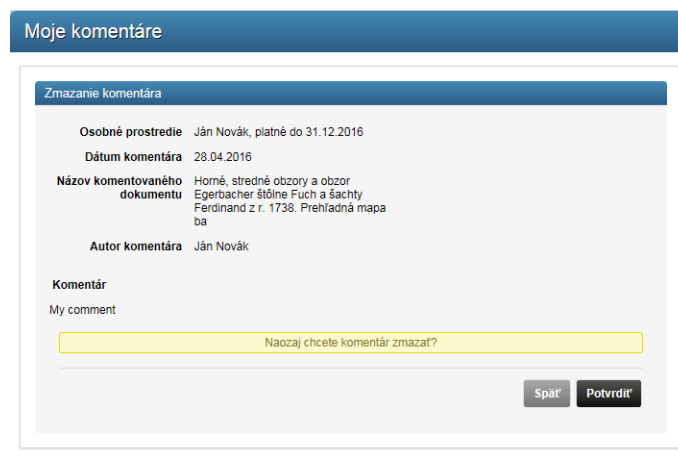 Moje komentáre
Zmazanie komentára
Osobné prostredie Ján Novák, platné do 31.12.2016
Dátum komentára 28.04.2016
Názov komentovaného Horné, stredné obzory a obzor
dokumentu Egerbacher štôlne Fuch a šachty
Ferdinand z r. 1738. Prehľadná mapa
ba
Autor komentára Ján Novák
Komentár
My comment
Naozaj chcete komentár zmazať?
Späť Potvrdiť